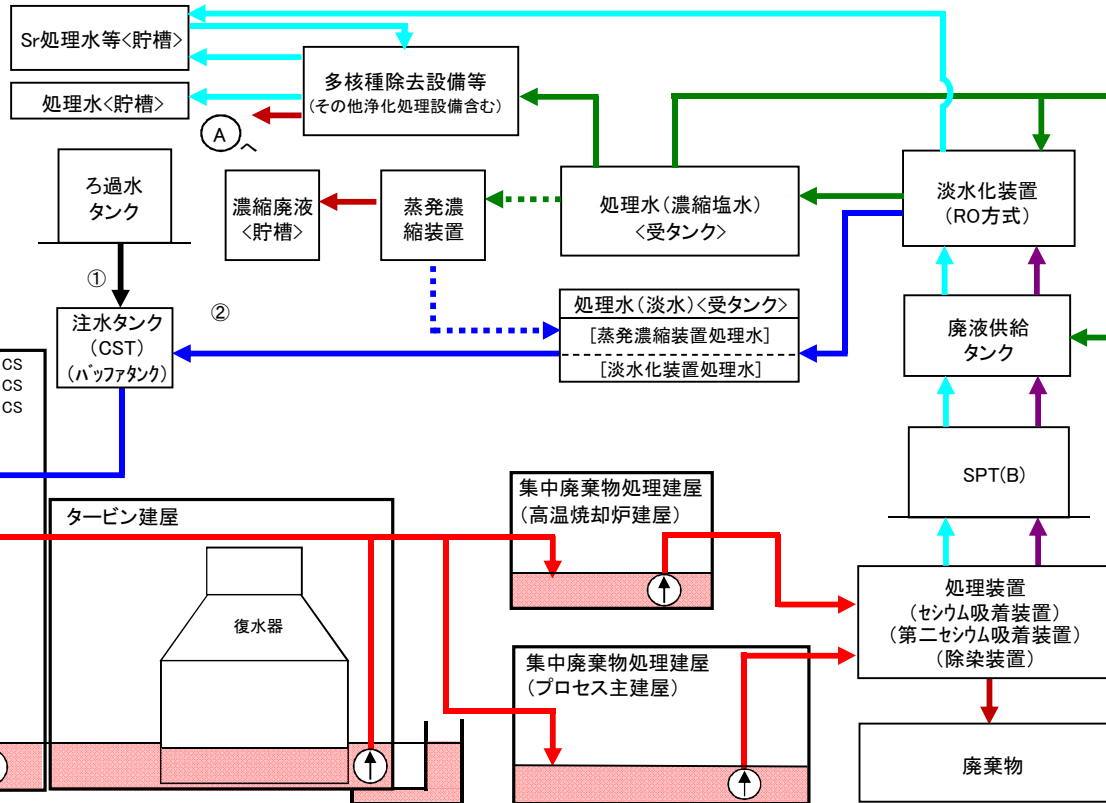 Sr処理水等<貯槽>
処理水<貯槽>
多核種除去設備等
(その他浄化処理設備含む)
A
へ
ろ過水
タンク
濃縮廃液
<貯槽>
蒸発濃
縮装置
処理水(濃縮塩水)
<受タンク>
淡水化装置
(RO方式)
①
②
注水タンク
(CST)
(バッファタンク)
処理水(淡水)<受タンク>
[蒸発濃縮装置処理水]
[淡水化装置処理水]
廃液供給
タンク
CS
CS
CS
SPT(B)
タービン建屋
復水器
集中廃棄物処理建屋
(高温焼却炉建屋)
集中廃棄物処理建屋
(プロセス主建屋)
処理装置
(セシウム吸着装置)
(第二セシウム吸着装置)
(除染装置)
廃棄物